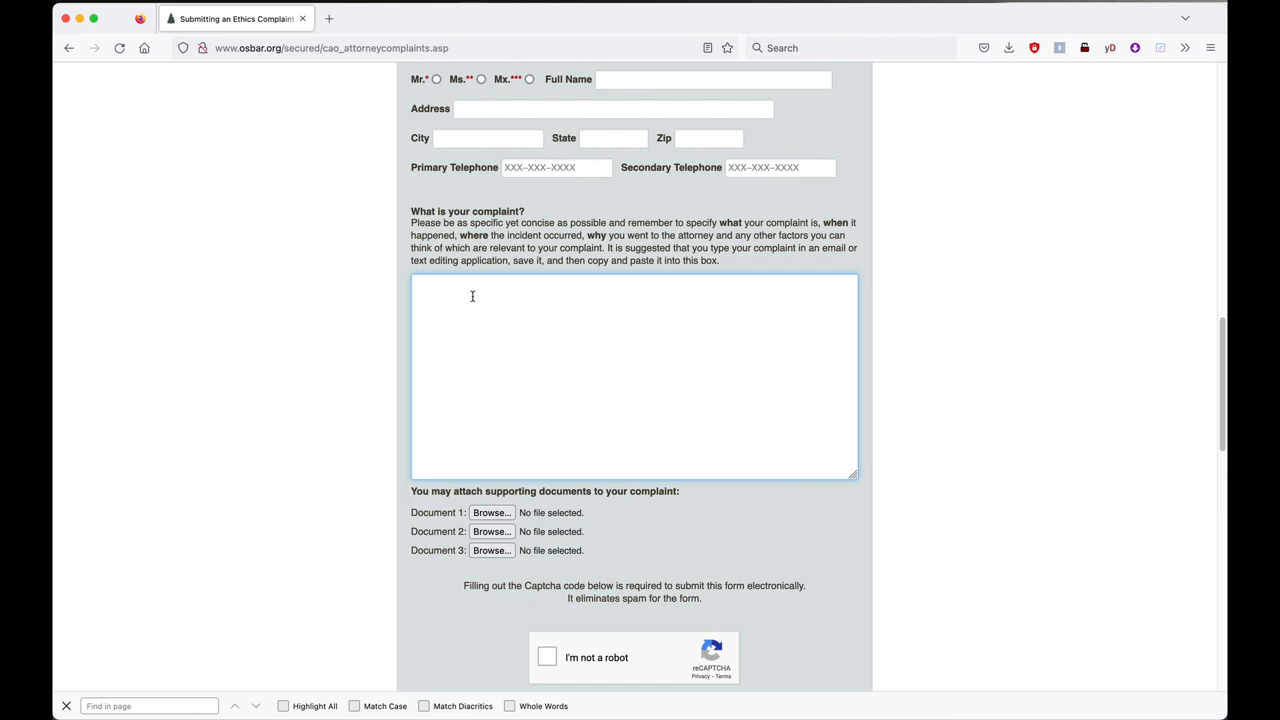 Submitting an Ethics Complaint
www.osbar.org/secured/cao_attorneycomplaints.asp
Search
Mr.* Ms.** Mx.*** Full Name
Address
City State Zip
Primary Telephone XXX-XXX-XXXX Secondary Telephone XXX-XXX-XXXX
What is your complaint?
Please be as specific yet concise as possible and remember to specify what your complaint is, when it
happened, where the incident occurred, why you went to the attorney and any other factors you can
think of which are relevant to your complaint. It is suggested that you type your complaint in an email or
text editing application, save it, and then copy and paste it into this box.
You may attach supporting documents to your complaint:
Document 1: Browse... No file selected.
Document 2: Browse... No file selected.
Document 3: Browse... No file selected.
Filling out the Captcha code below is required to submit this form electronically.
It eliminates spam for the form.
I'm not a robot
reCAPTCHA
Privacy - Terms
Find in page Highlight All Match Case Match Diacritics Whole Words